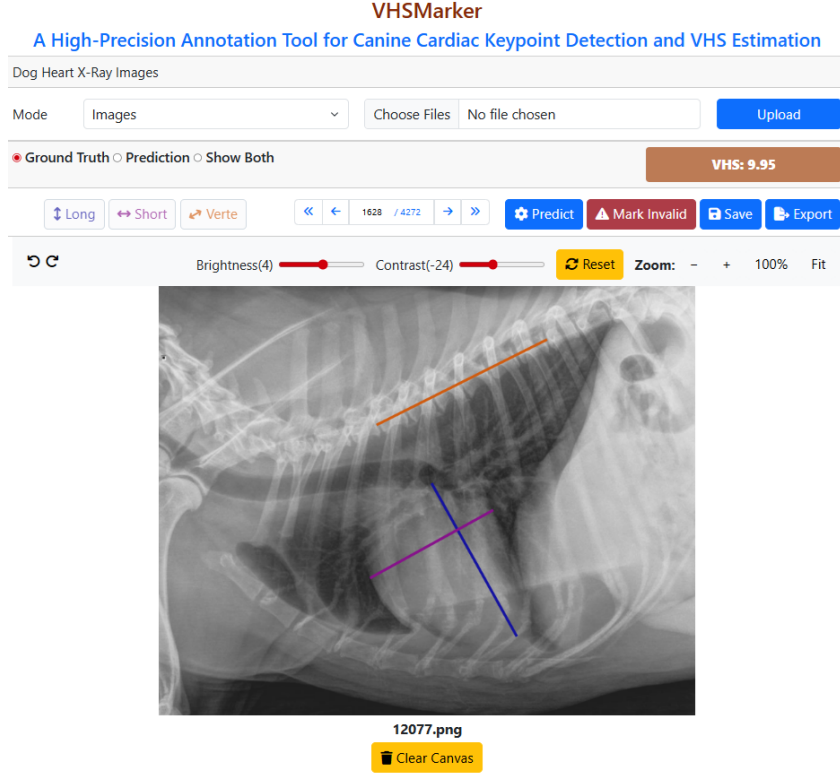 VHSMarker
A High-Precision Annotation Tool for Canine Cardiac Keypoint Detection and VHS Estimation
Dog Heart X-Ray Images
Mode Images Choose Files No file chosen Upload
Ground Truth Prediction Show Both VHS: 9.95
Long Short Verte 1628 / 4272 Predict Mark Invalid Save Export
Brightness(4) Contrast(-24) Reset Zoom: − + 100% Fit
12077.png
Clear Canvas